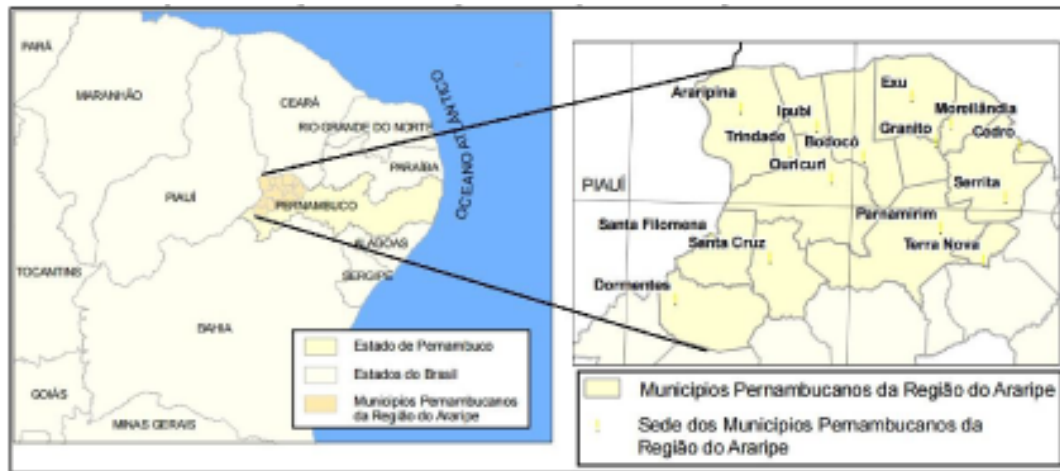 PARÁ
MARANHÃO
CEARÁ
RIO GRANDE DO NORTE
PARAÍBA
PIAUÍ
PERNAMBUCO
ALAGOAS
SERGIPE
TOCANTINS
BAHIA
GOIÁS
MINAS GERAIS
OCEANO ATLÂNTICO
Estado de Pernambuco
Estados do Brasil
Municípios Pernambucanos
da Região do Araripe
Araripina
Ipubi
Exu
Moreilândia
Trindade
Bodocó
Granito
Cedro
Ouricuri
PIAUÍ
Serrita
Parnamirim
Santa Filomena
Santa Cruz
Terra Nova
Dormentes
Municípios Pernambucanos da Região do Araripe
Sede dos Municípios Pernambucanos da
Região do Araripe